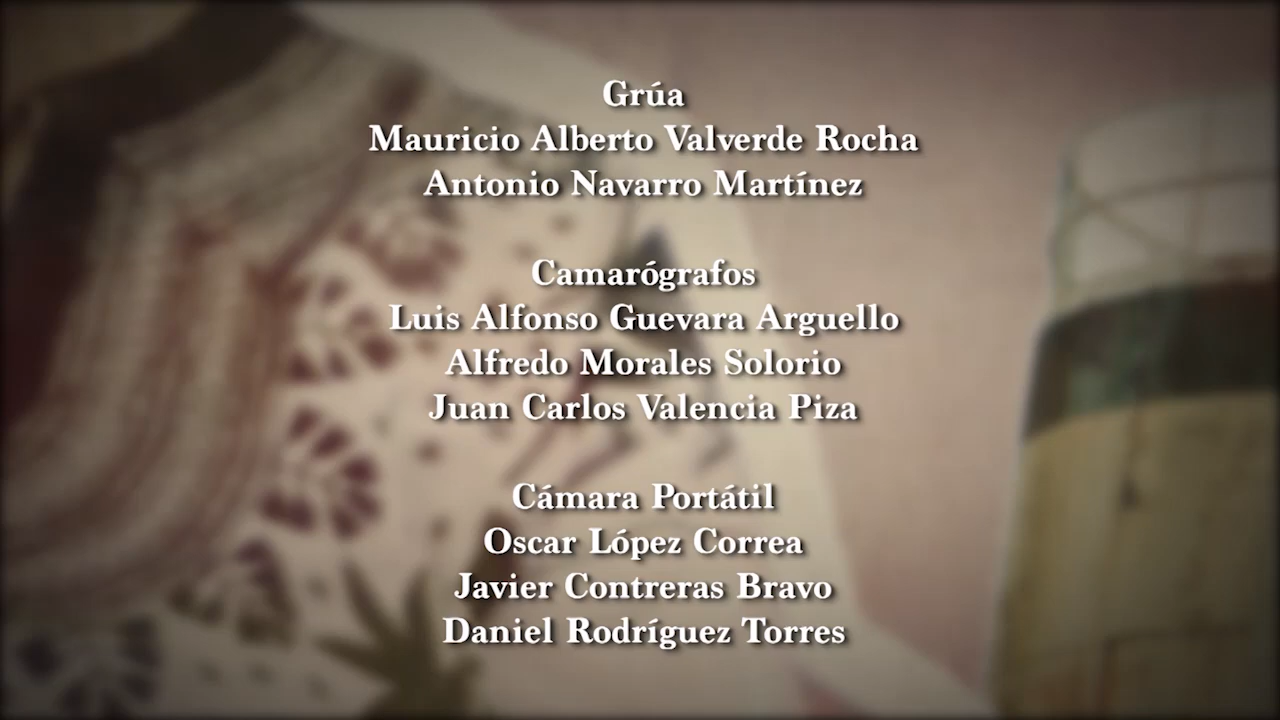 Grúa
Mauricio Alberto Valverde Rocha
Antonio Navarro Martínez
Camarógrafos
Luis Alfonso Guevara Arguello
Alfredo Morales Solorio
Juan Carlos Valencia Piza
Cámara Portátil
Oscar López Correa
Javier Contreras Bravo
Daniel Rodríguez Torres